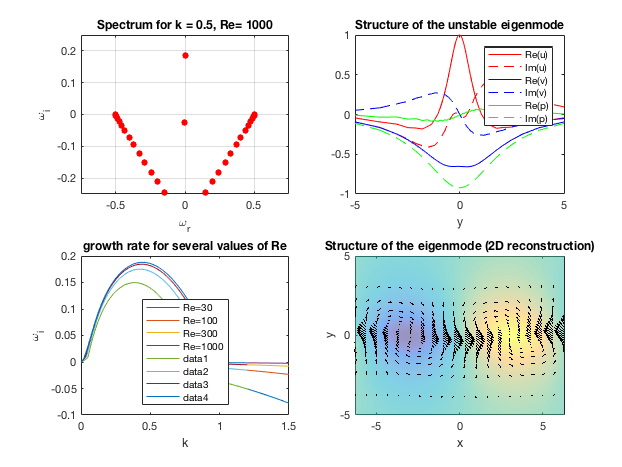 Spectrum for k = 0.5, Re= 1000
0.2
0.1
0
-0.1
-0.2
ω_i
-0.5
0
0.5
ω_r
Structure of the unstable eigenmode
1
0.5
0
-0.5
-1
-5
0
5
y
Re(u)
Im(u)
Re(v)
Im(v)
Re(p)
Im(p)
growth rate for several values of Re
0.2
0.15
0.1
0.05
0
-0.05
-0.1
ω_i
0
0.5
1
1.5
k
Re=30
Re=100
Re=300
Re=1000
data1
data2
data3
data4
Structure of the eigenmode (2D reconstruction)
5
0
-5
y
-5
0
5
x